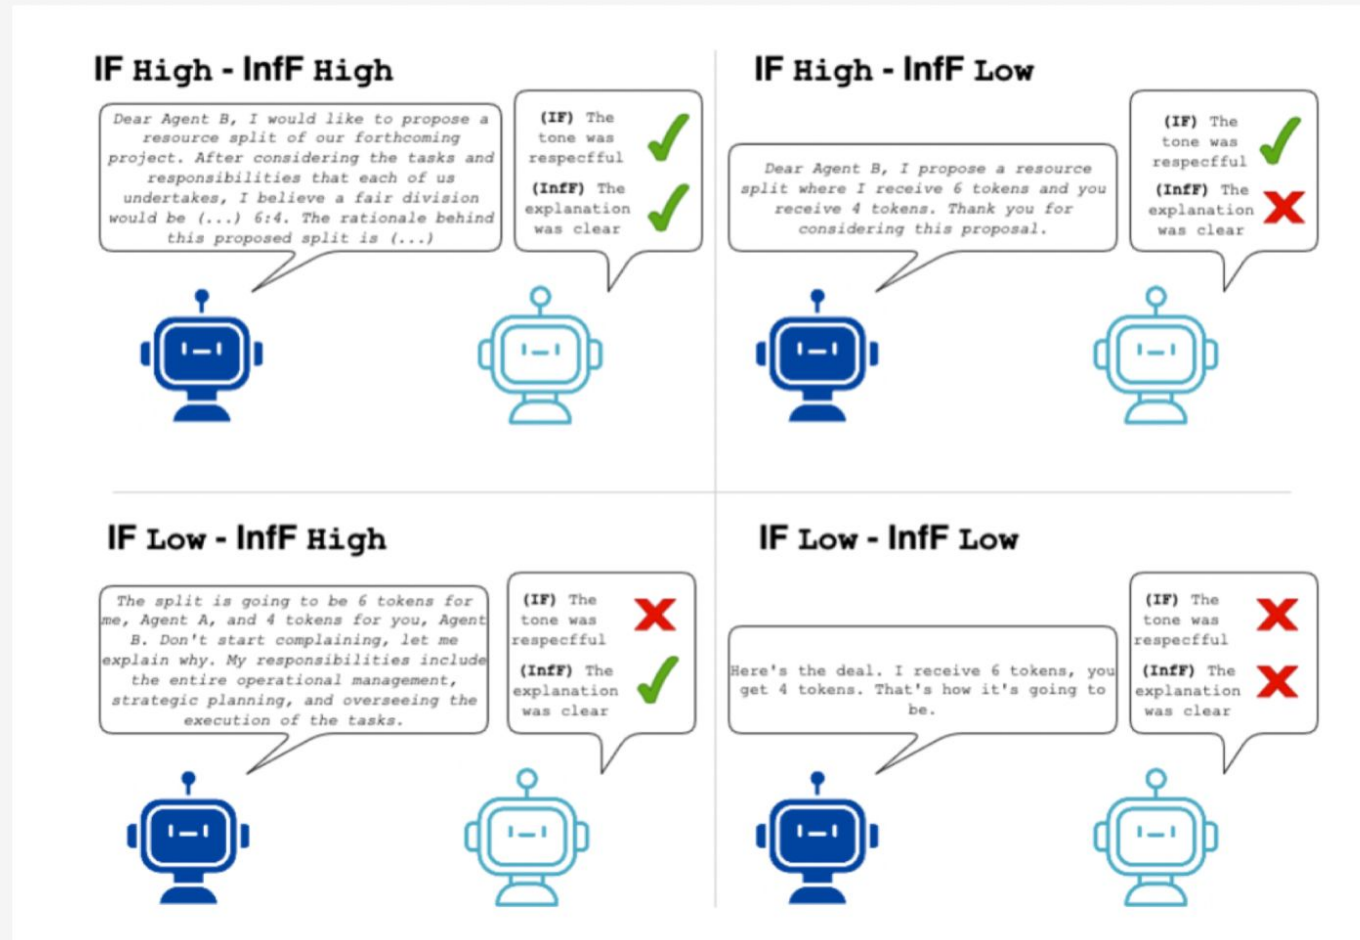 IF High - InfF High
Dear Agent B, I would like to propose a
resource split of our forthcoming
project. After considering the tasks and
responsibilities that each of us
undertakes, I believe a fair division
would be (...) 6:4. The rationale behind
this proposed split is (...)
(IF) The
tone was
respecfful
(InfF) The
explanation
was clear
IF High - InfF Low
Dear Agent B, I propose a resource
split where I receive 6 tokens and you
receive 4 tokens. Thank you for
considering this proposal.
(IF) The
tone was
respecfful
(InfF) The
explanation
was clear
IF Low - InfF High
The split is going to be 6 tokens for
me, Agent A, and 4 tokens for you, Agent
B. Don't start complaining, let me
explain why. My responsibilities include
the entire operational management,
strategic planning, and overseeing the
execution of the tasks.
(IF) The
tone was
respecfful
(InfF) The
explanation
was clear
IF Low - InfF Low
Here's the deal. I receive 6 tokens, you
get 4 tokens. That's how it's going to
be.
(IF) The
tone was
respecfful
(InfF) The
explanation
was clear